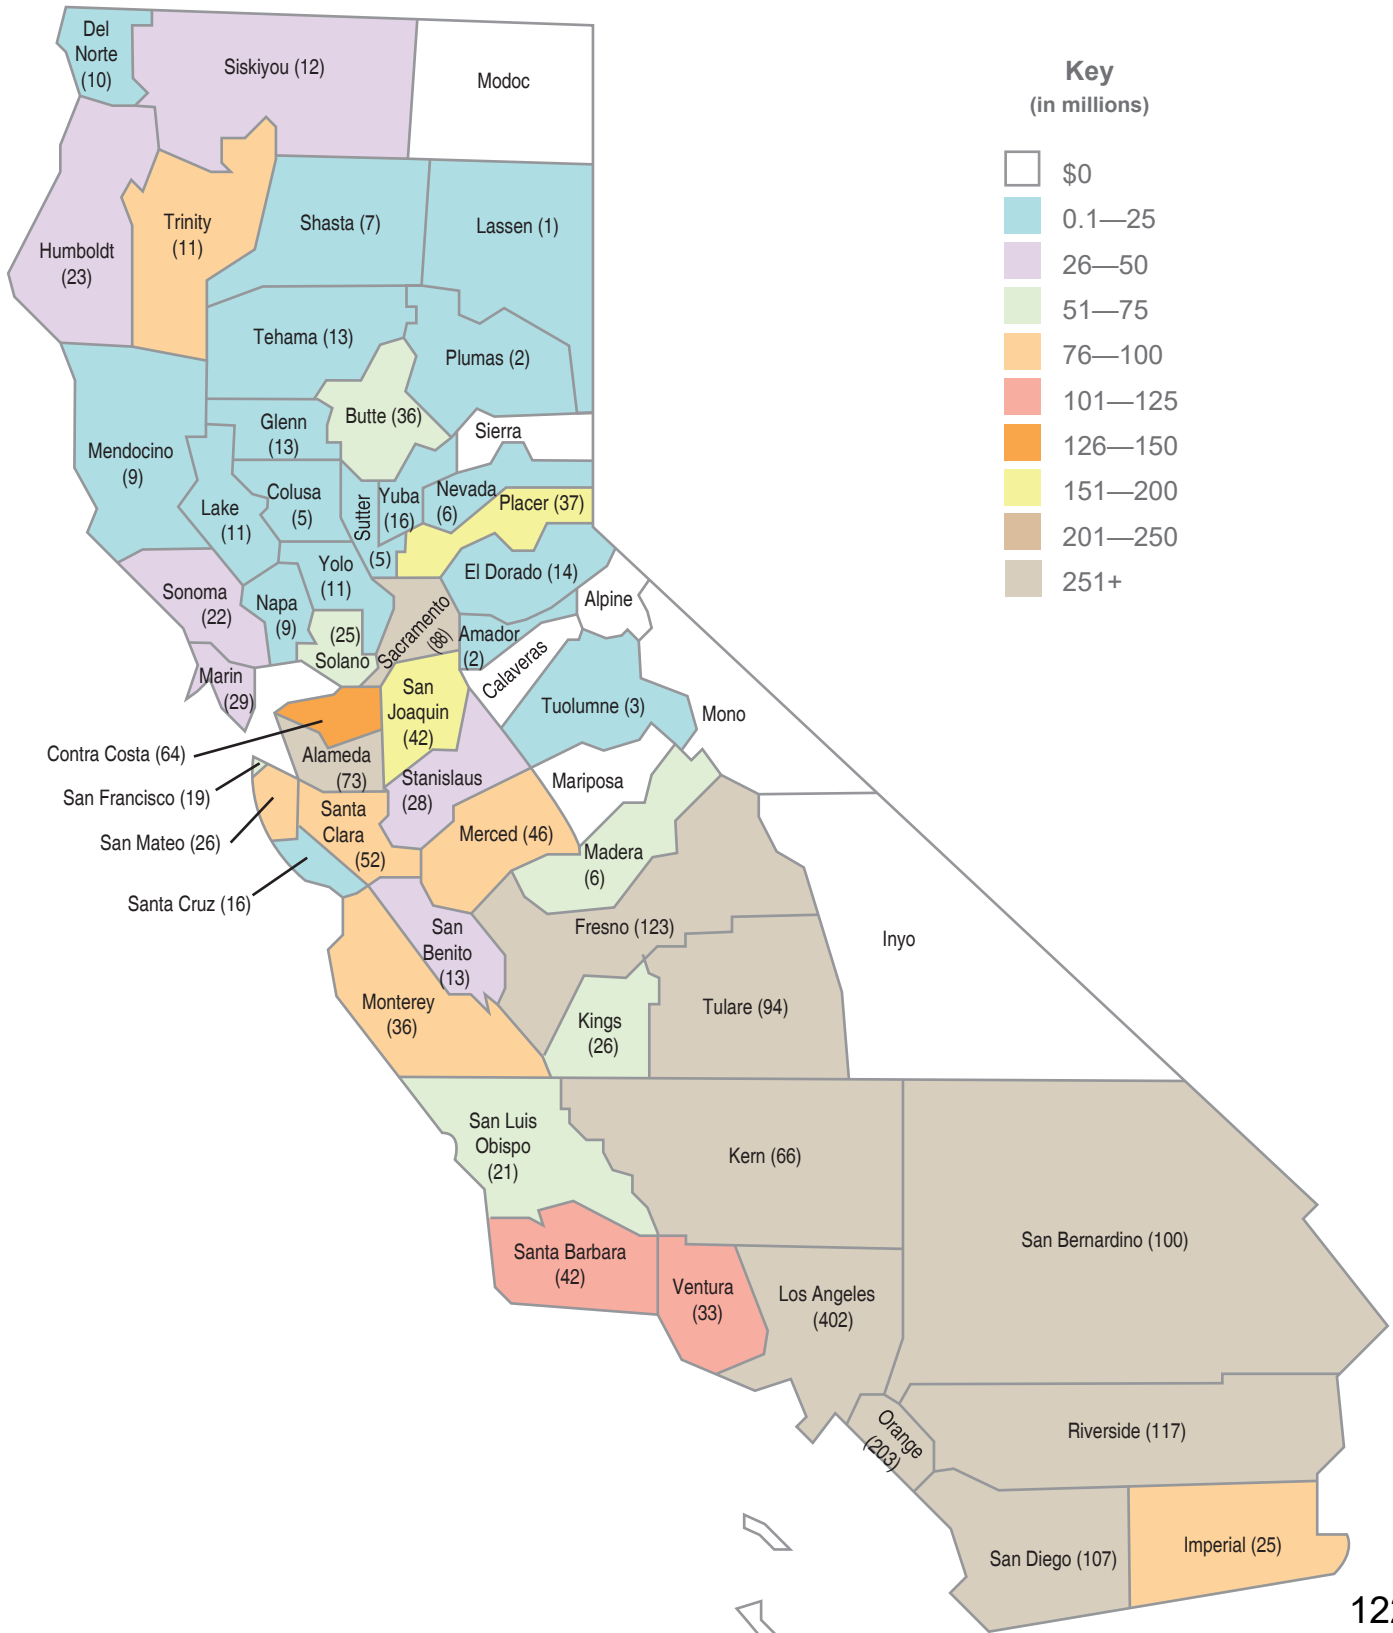 Del
Norte
(10)
Siskiyou (12)
Modoc
Key
(in millions)
$0
0.1—25
26—50
51—75
76—100
101—125
126—150
151—200
201—250
251+
Humboldt
(23)
Trinity
(11)
Shasta (7)
Lassen (1)
Tehama (13)
Plumas (2)
Butte (36)
Glenn
(13)
Sierra
Mendocino
(9)
Lake
(11)
Colusa
(5)
Sutter
(5)
Yuba
(16)
Nevada
(6)
Placer (37)
El Dorado (14)
Yolo
(11)
Sonoma
(22)
Napa
(9)
(25)
Solano
Sacramento
(88)
Amador
(2)
Alpine
Calaveras
Marin
(29)
San
Joaquin
(42)
Tuolumne (3)
Mono
Contra Costa (64)
Alameda
(73)
San Francisco (19)
Stanislaus
(28)
Mariposa
San Mateo (26)
Santa
Clara
(52)
Merced (46)
Madera
(6)
Santa Cruz (16)
San
Benito
(13)
Fresno (123)
Inyo
Monterey
(36)
Kings
(26)
Tulare (94)
San Luis
Obispo
(21)
Kern (66)
San Bernardino (100)
Santa Barbara
(42)
Ventura
(33)
Los Angeles
(402)
Orange
(203)
Riverside (117)
San Diego (107)
Imperial (25)